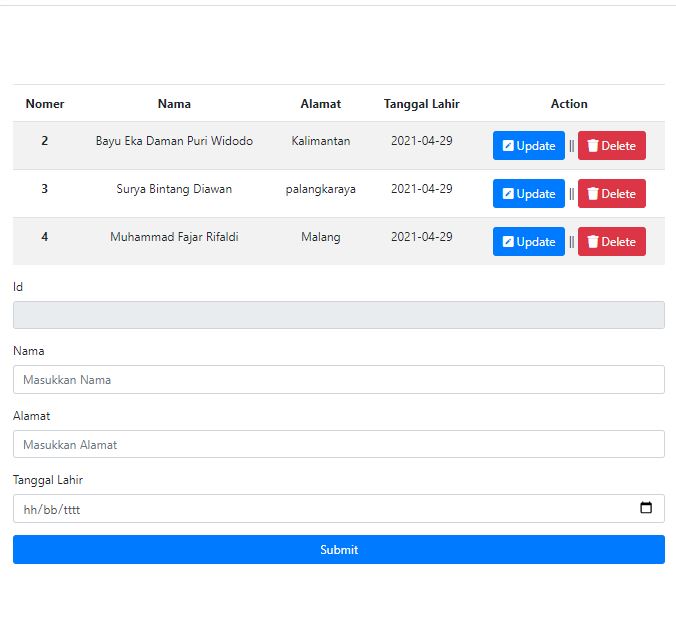 Nomer Nama Alamat Tanggal Lahir Action
2 Bayu Eka Daman Puri Widodo Kalimantan 2021-04-29 Update || Delete
3 Surya Bintang Diawan palangkaraya 2021-04-29 Update || Delete
4 Muhammad Fajar Rifaldi Malang 2021-04-29 Update || Delete
Id
Nama
Masukkan Nama
Alamat
Masukkan Alamat
Tanggal Lahir
hh/bb/tttt
Submit